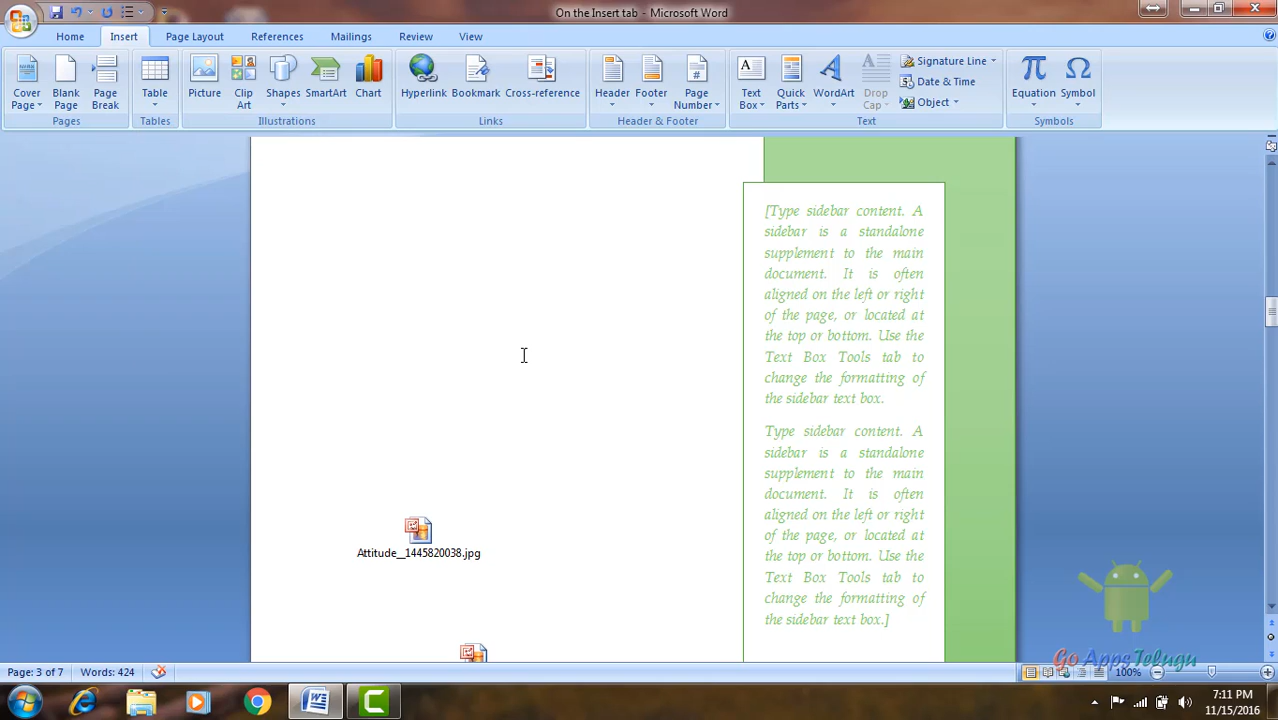 On the Insert tab - Microsoft Word
Home Insert Page Layout References Mailings Review View
Cover Page
Blank Page
Page Break
Table
Picture
Clip Art
Shapes
SmartArt
Chart
Hyperlink
Bookmark
Cross-reference
Header
Footer
Page Number
Text Box
Quick Parts
WordArt
Drop Cap
Signature Line
Date & Time
Object
Equation
Symbol
Pages Tables Illustrations Links Header & Footer Text Symbols
[Type sidebar content. A
sidebar is a standalone
supplement to the main
document. It is often
aligned on the left or right
of the page, or located at
the top or bottom. Use the
Text Box Tools tab to
change the formatting of
the sidebar text box.
Type sidebar content. A
sidebar is a standalone
supplement to the main
document. It is often
aligned on the left or right
of the page, or located at
the top or bottom. Use the
Text Box Tools tab to
change the formatting of
the sidebar text box.]
Attitude__1445820038.jpg
Go Apps Telugu
Page: 3 of 7 Words: 424 100%
7:11 PM
11/15/2016